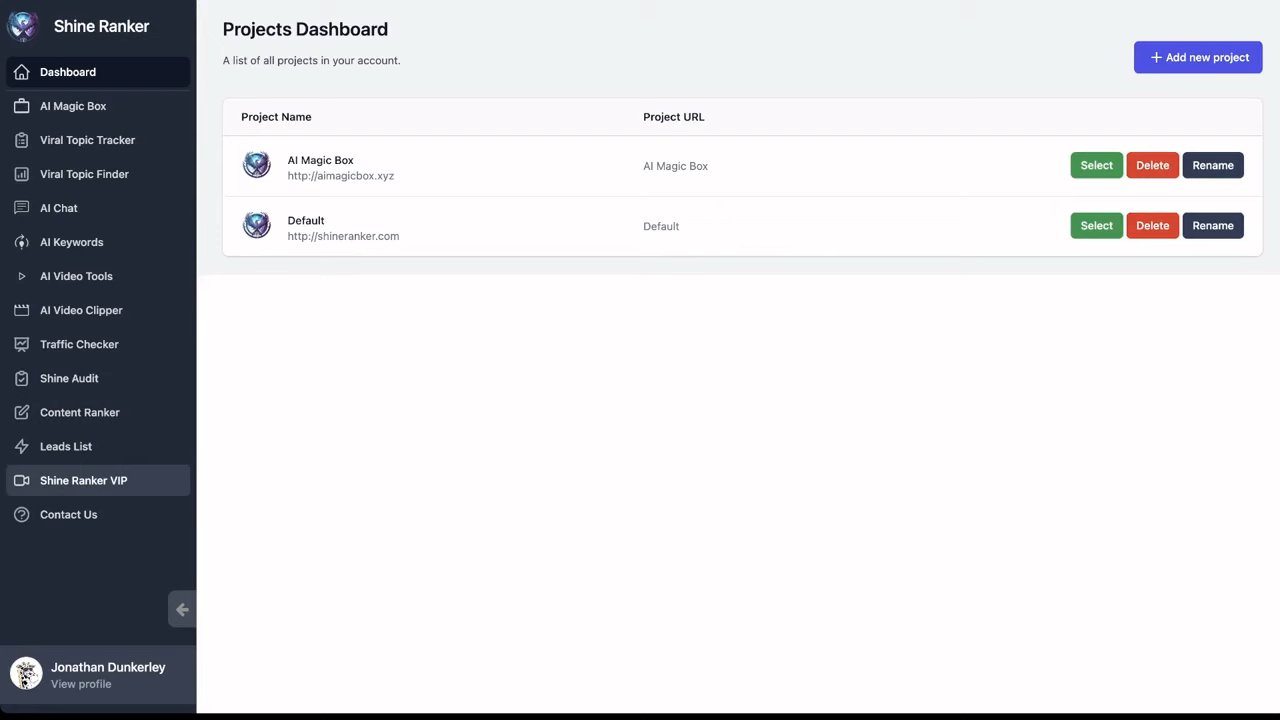 Shine Ranker
Dashboard
AI Magic Box
Viral Topic Tracker
Viral Topic Finder
AI Chat
AI Keywords
AI Video Tools
AI Video Clipper
Traffic Checker
Shine Audit
Content Ranker
Leads List
Shine Ranker VIP
Contact Us
Jonathan Dunkerley
View profile
Projects Dashboard
A list of all projects in your account.
Add new project
Project Name Project URL
AI Magic Box
http://aimagicbox.xyz
AI Magic Box
Select Delete Rename
Default
http://shineranker.com
Default
Select Delete Rename